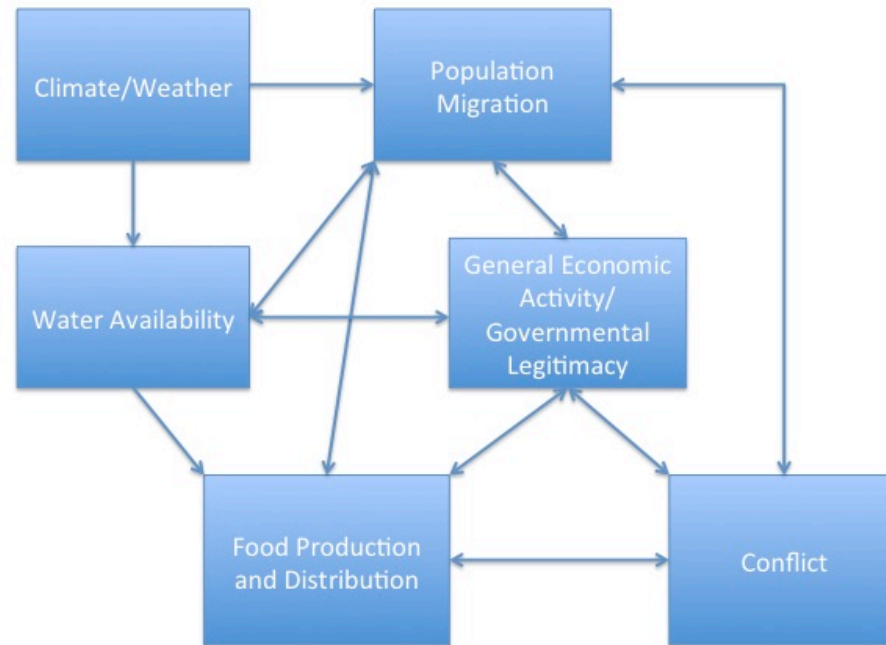 Climate/Weather
Population
Migration
Water Availability
General Economic
Activity/
Governmental
Legitimacy
Food Production
and Distribution
Conflict